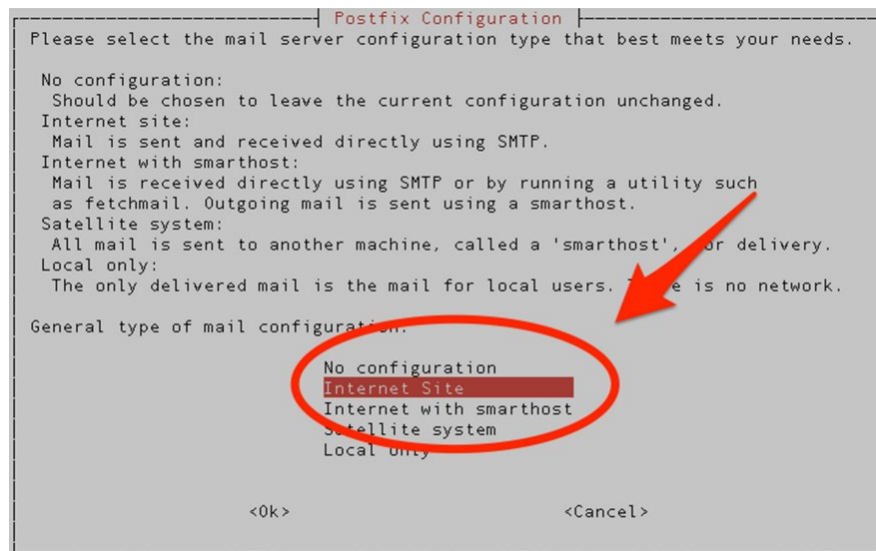 Postfix Configuration
Please select the mail server configuration type that best meets your needs.
No configuration:
Should be chosen to leave the current configuration unchanged.
Internet site:
Mail is sent and received directly using SMTP.
Internet with smarthost:
Mail is received directly using SMTP or by running a utility such
as fetchmail. Outgoing mail is sent using a smarthost.
Satellite system:
All mail is sent to another machine, called a 'smarthost', for delivery.
Local only:
The only delivered mail is the mail for local users. There is no network.
General type of mail configuration:
No configuration
Internet Site
Internet with smarthost
Satellite system
Local only
<Ok> <Cancel>